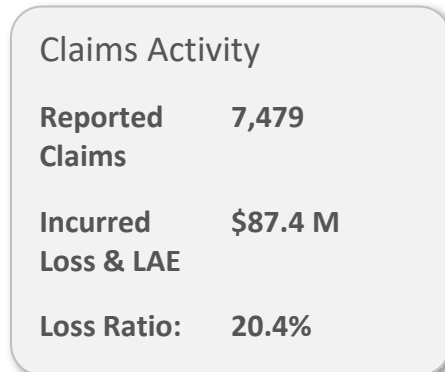 Claims Activity
Reported 7,479
Claims
Incurred $87.4 M
Loss & LAE
Loss Ratio: 20.4%